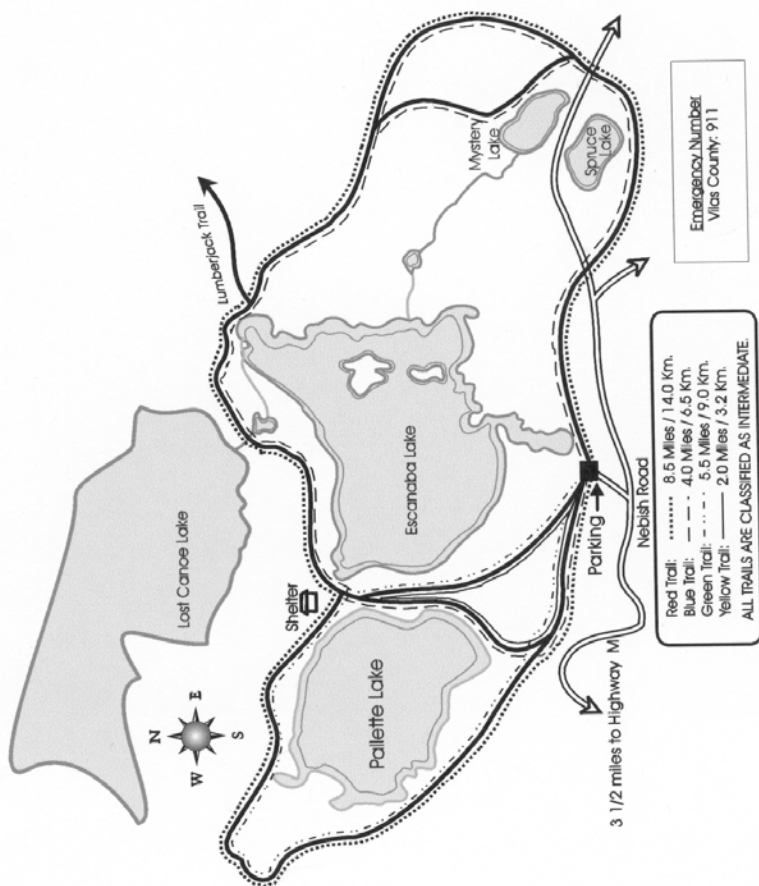 Lost Canoe Lake
Lumberjack Trail
N
W
E
S
Shelter
Pallette Lake
Escanaba Lake
Mystery
Lake
Spruce
Lake
Parking
Nebish Road
3 1/2 miles to Highway M
Red Trail: 8.5 Miles / 14.0 Km.
Blue Trail: 4.0 Miles / 6.5 Km.
Green Trail: 5.5 Miles / 9.0 Km.
Yellow Trail: 2.0 Miles / 3.2 Km.
ALL TRAILS ARE CLASSIFIED AS INTERMEDIATE.
Emergency Number
Vilas County: 911